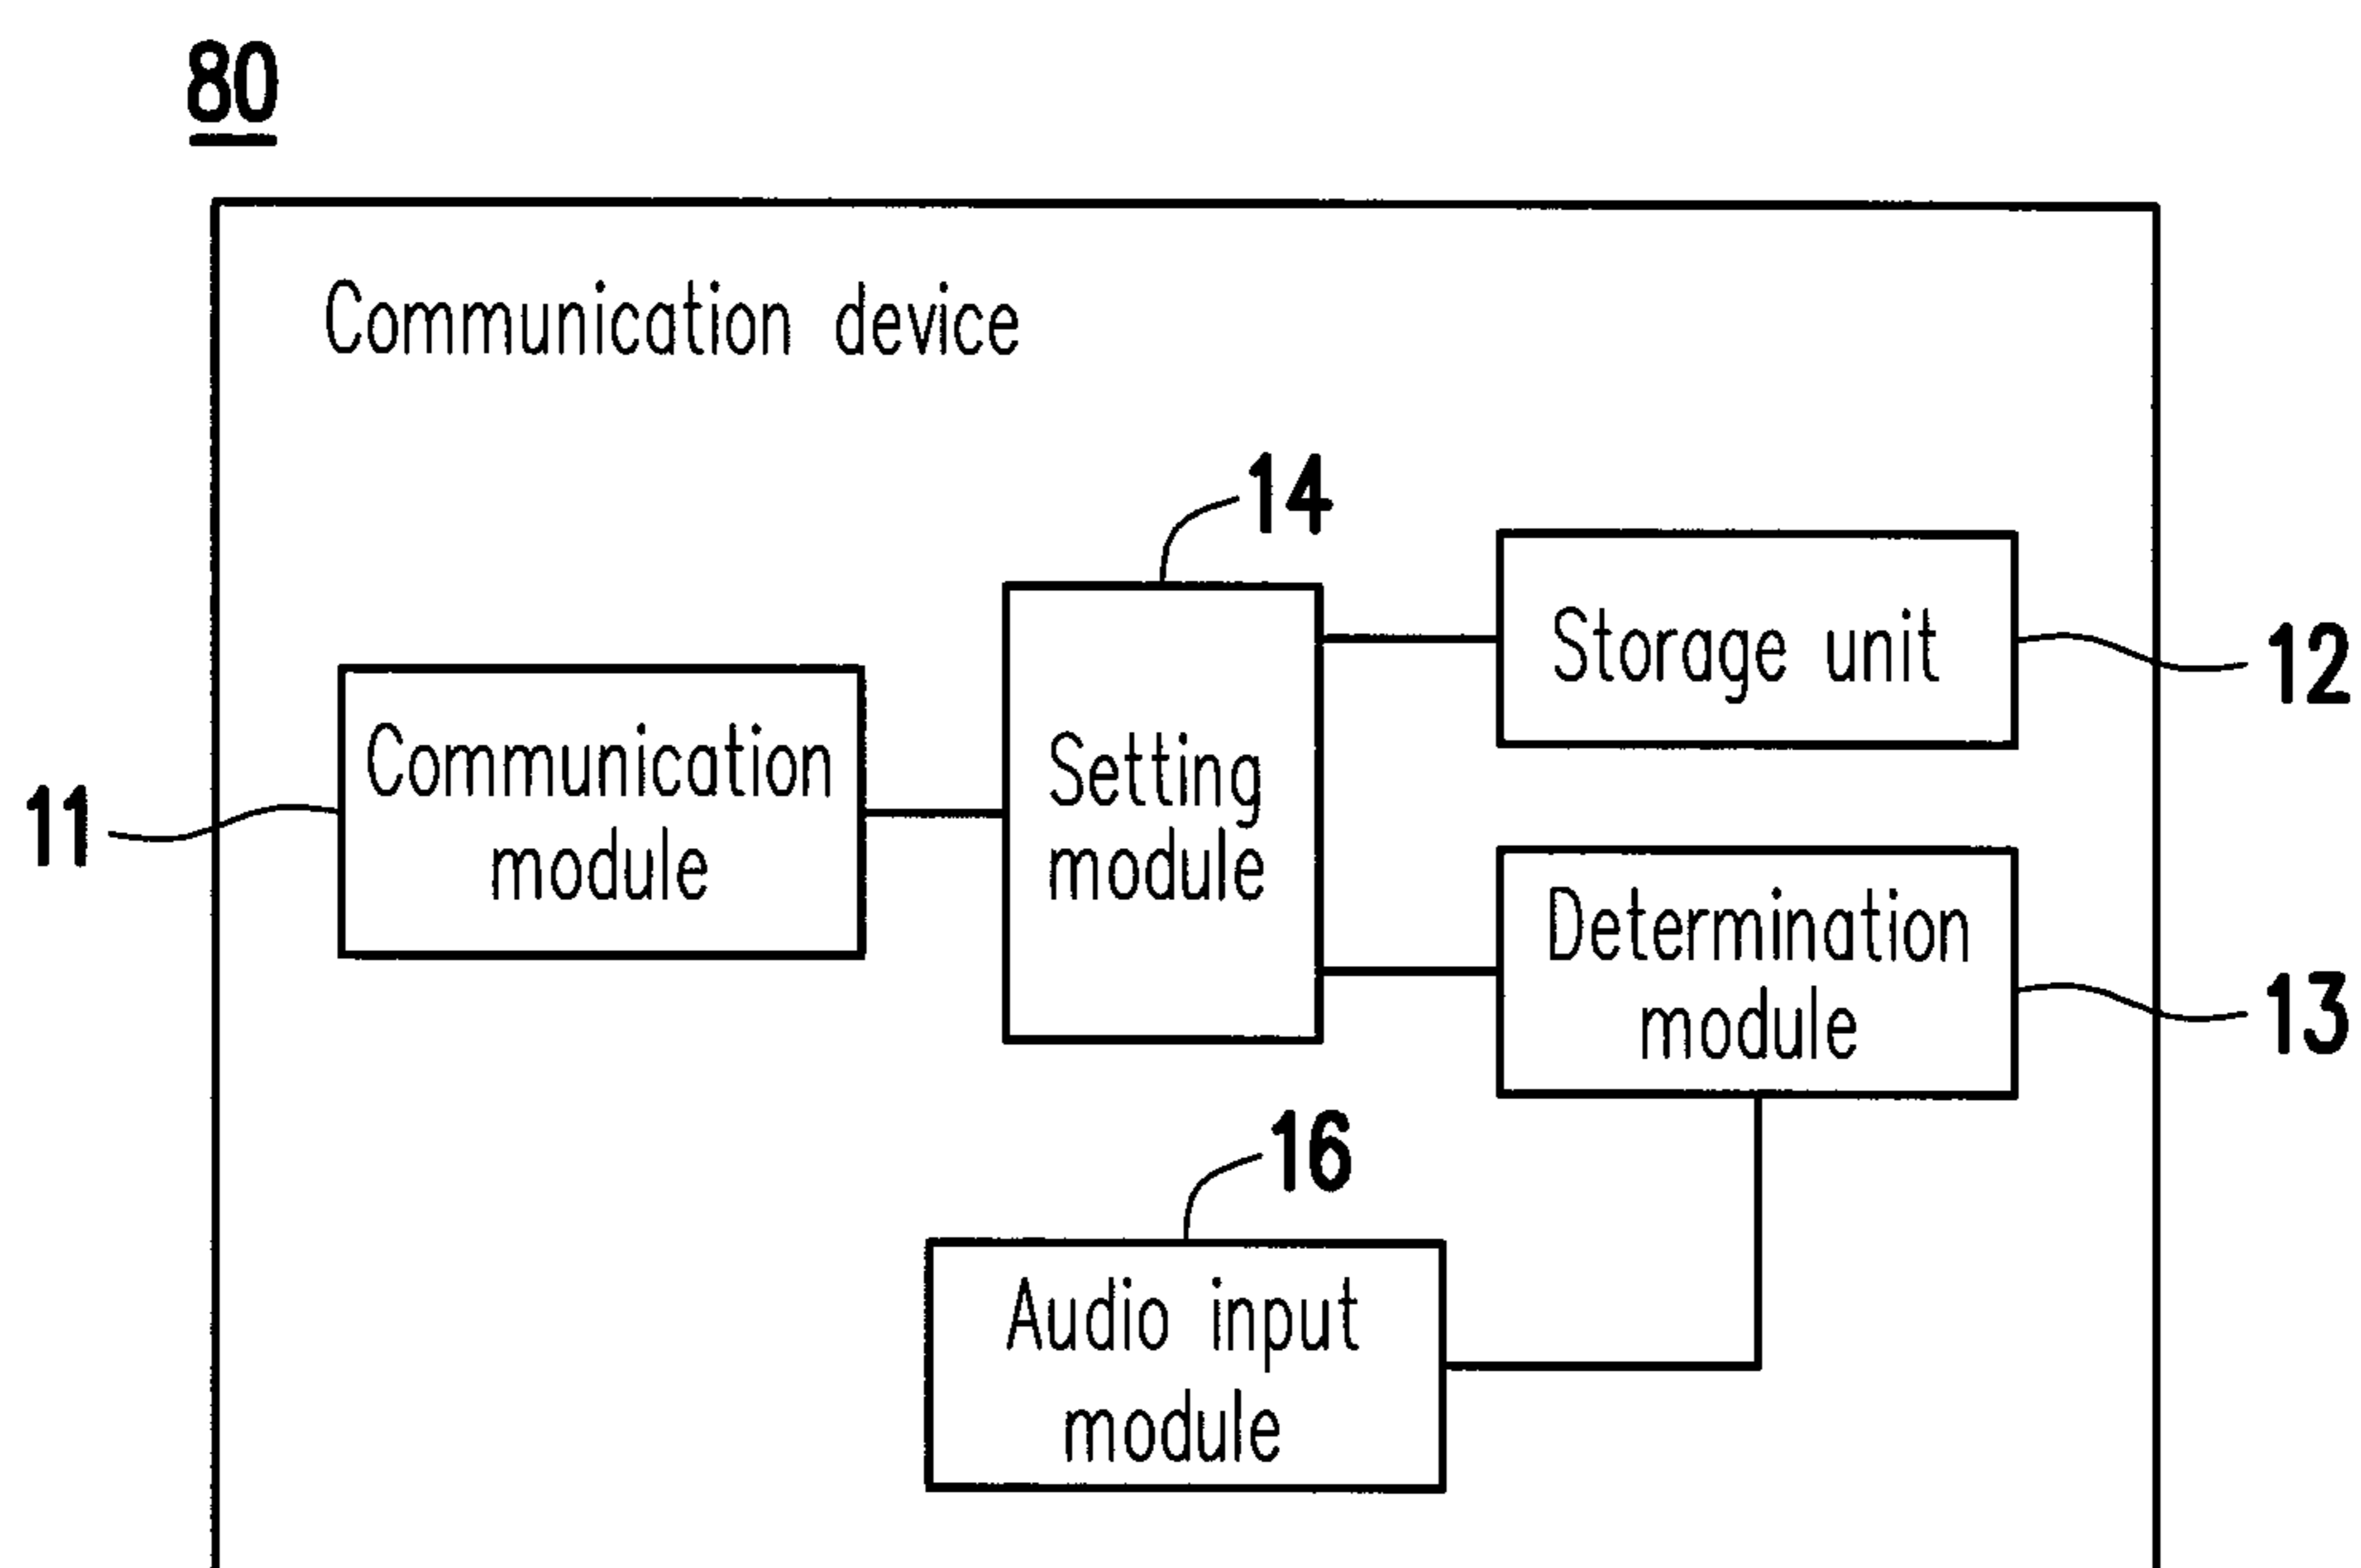 80
Communication device
14
Storage unit
12
Communication
module
11
Setting
module
Determination
module
13
16
Audio input
module